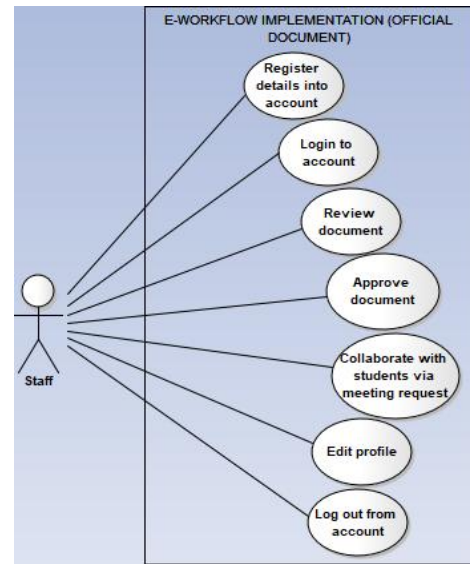 E-WORKFLOW IMPLEMENTATION (OFFICIAL
DOCUMENT)
Register
details into
account
Login to
account
Review
document
Approve
document
Collaborate with
students via
meeting request
Staff
Edit profile
Log out from
account